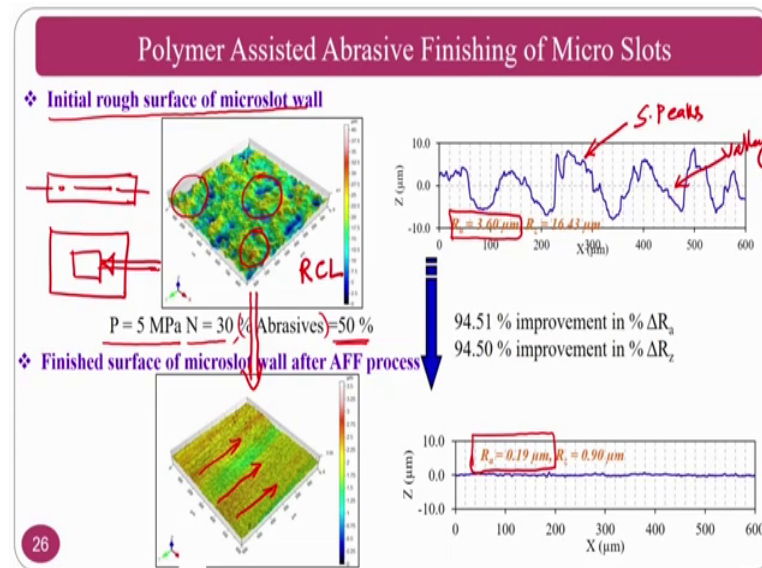 Polymer Assisted Abrasive Finishing of Micro Slots
❖ Initial rough surface of microslot wall
S. Peaks
Valley
10.0
0.0
-10.0
Z (µm)
Rₐ = 3.60 µm, R_z = 16.43 µm
0 100 200 300 400 500 600
X (µm)
RCL
P = 5 MPa N = 30 (% Abrasives) = 50 %
94.51 % improvement in % ΔRₐ
94.50 % improvement in % ΔR_z
❖ Finished surface of microslot wall after AFF process
10.0
0.0
-10.0
Z (µm)
Rₐ = 0.19 µm, R_z = 0.90 µm
0 100 200 300 400 500 600
X (µm)
26